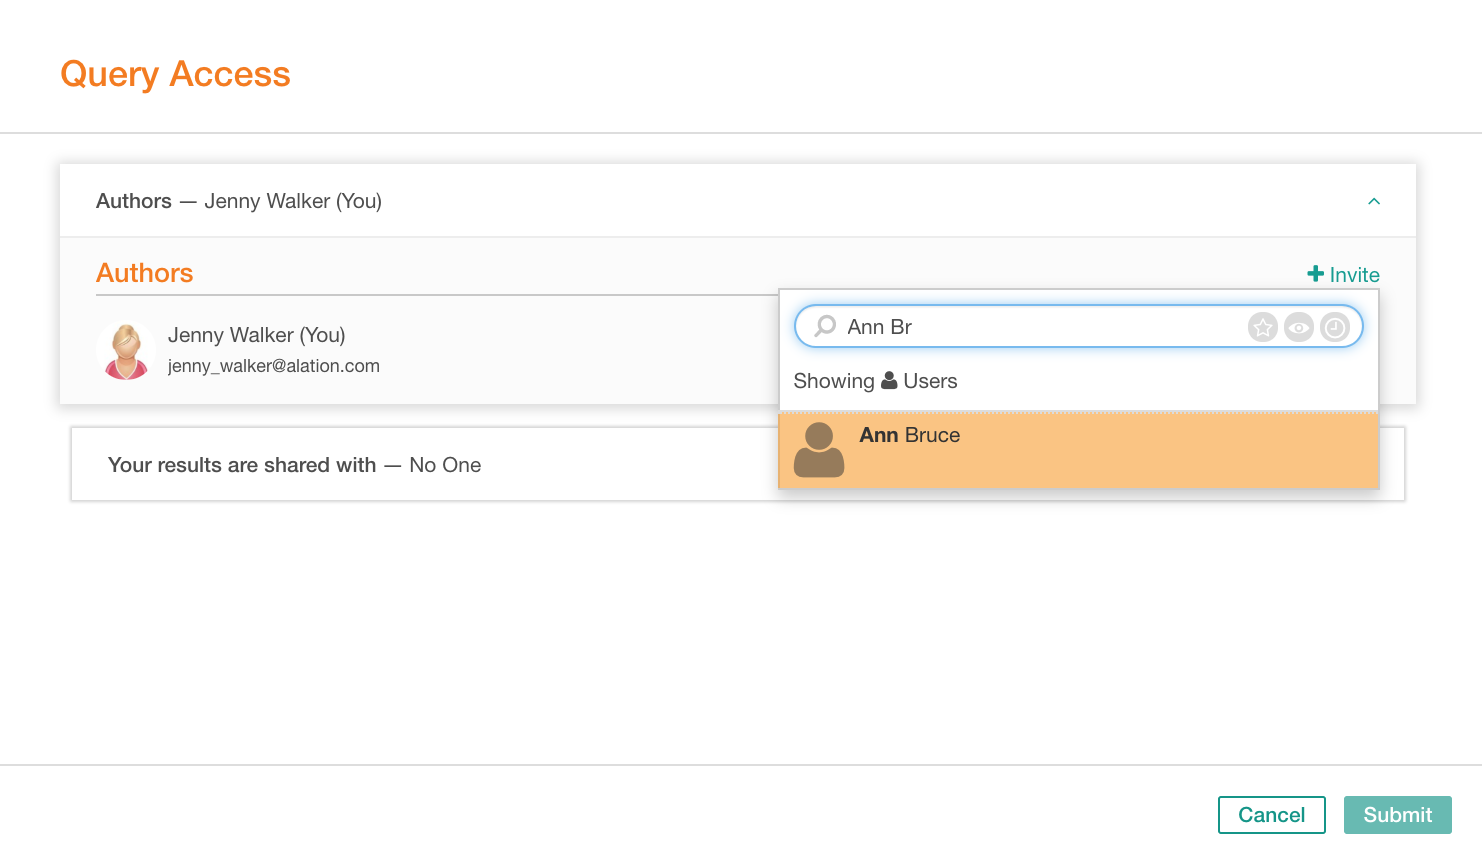 Query Access
Authors — Jenny Walker (You)
Authors
Invite
Jenny Walker (You)
jenny_walker@alation.com
Ann Br
Showing Users
Ann Bruce
Your results are shared with — No One
Cancel
Submit